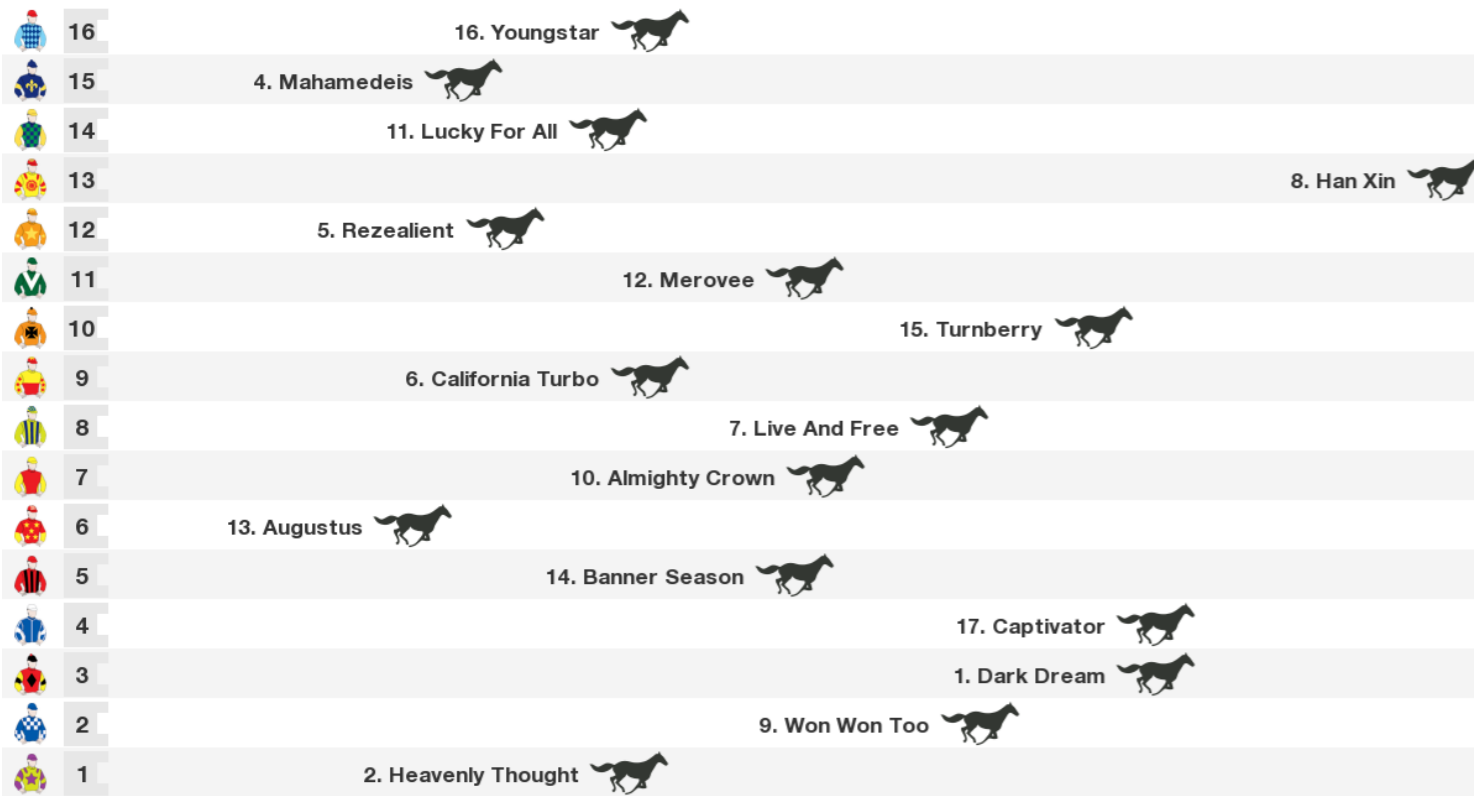 16 16. Youngstar
15 4. Mahamedeis
14 11. Lucky For All
13 8. Han Xin
12 5. Rezealient
11 12. Merovee
10 15. Turnberry
9 6. California Turbo
8 7. Live And Free
7 10. Almighty Crown
6 13. Augustus
5 14. Banner Season
4 17. Captivator
3 1. Dark Dream
2 9. Won Won Too
1 2. Heavenly Thought